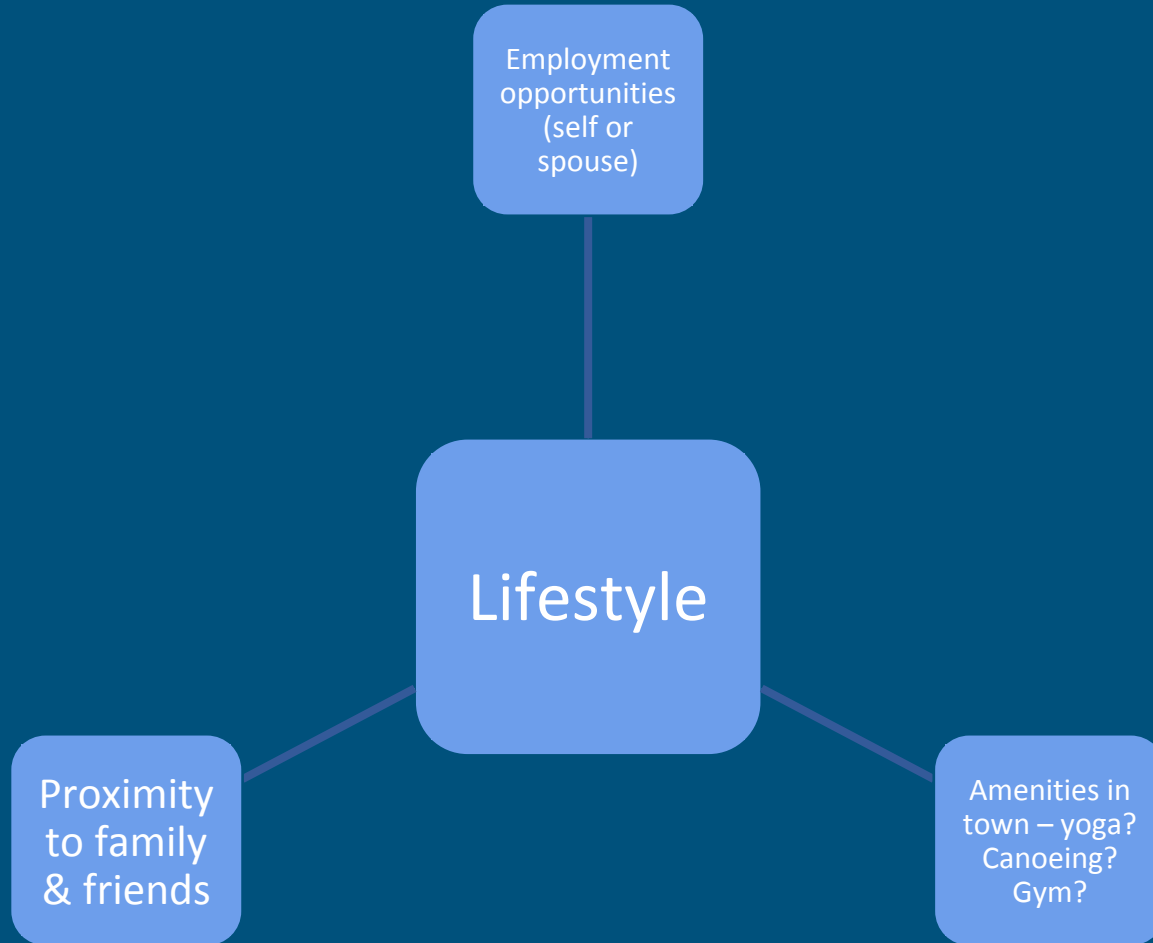 Employment
opportunities
(self or
spouse)
Lifestyle
Proximity
to family
& friends
Amenities in
town – yoga?
Canoeing?
Gym?